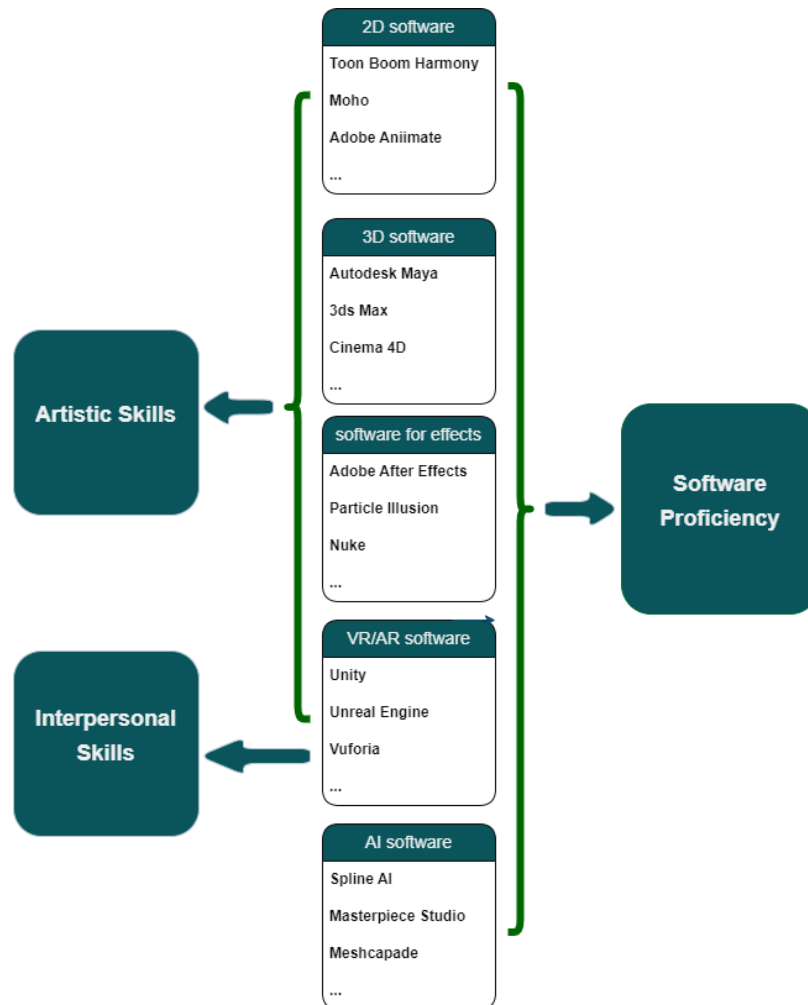 2D software
Toon Boom Harmony
Moho
Adobe Aniimate
...
3D software
Autodesk Maya
3ds Max
Cinema 4D
...
Artistic Skills
software for effects
Adobe After Effects
Particle Illusion
Nuke
...
Software
Proficiency
VR/AR software
Unity
Unreal Engine
Vuforia
...
Interpersonal
Skills
AI software
Spline AI
Masterpiece Studio
Meshcapade
...